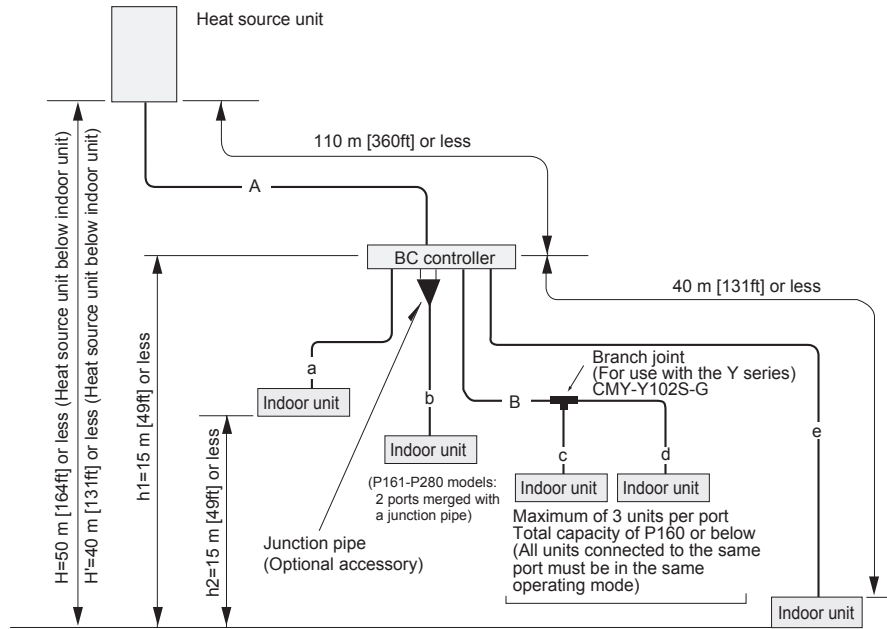 Heat source unit
110 m [360ft] or less
A
BC controller
40 m [131ft] or less
H=50 m [164ft] or less (Heat source unit below indoor unit)
H'=40 m [131ft] or less (Heat source unit below indoor unit)
h1=15 m [49ft] or less
h2=15 m [49ft] or less
a
Indoor unit
b
Indoor unit
(P161-P280 models:
2 ports merged with
a junction pipe)
Junction pipe
(Optional accessory)
B
Branch joint
(For use with the Y series)
CMY-Y102S-G
c
d
e
Indoor unit
Indoor unit
Maximum of 3 units per port
Total capacity of P160 or below
(All units connected to the same
port must be in the same
operating mode)
Indoor unit